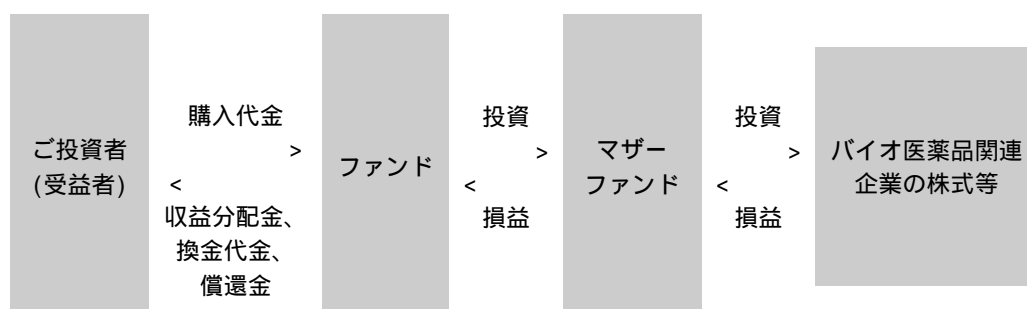 ご投資者
(受益者)
購入代金
>
<
収益分配金、
換金代金、
償還金
ファンド
投資
>
<
損益
マザー
ファンド
投資
>
<
損益
バイオ医薬品関連
企業の株式等